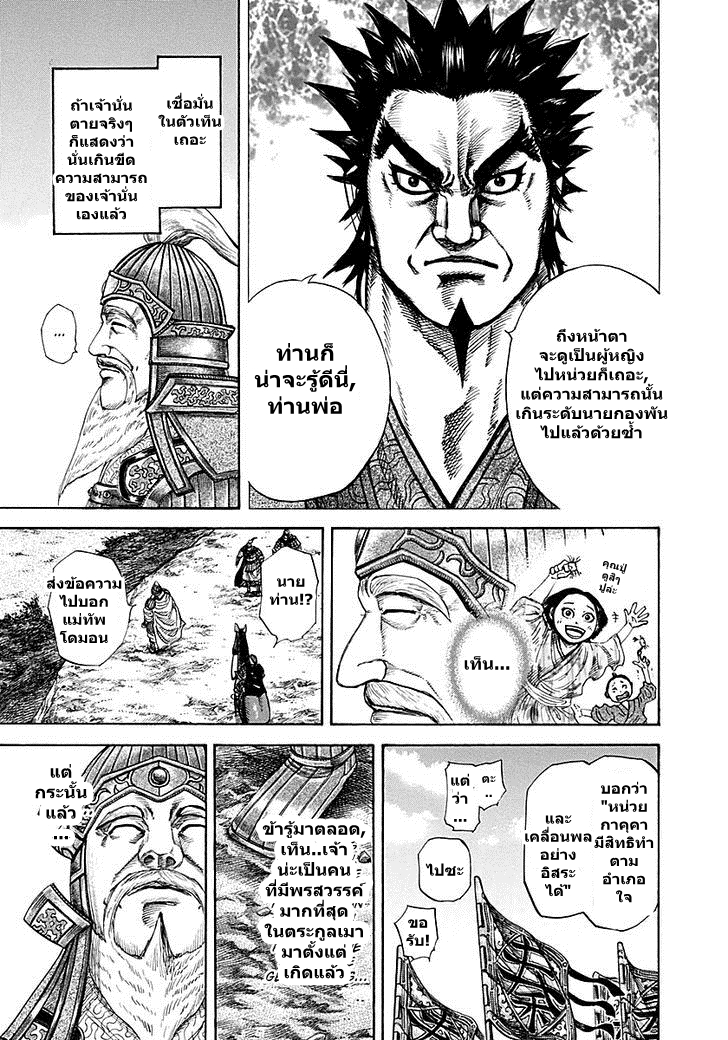 ถึงหน้าตา
จะดูเป็นผู้หญิง
ไปหน่อยก็เถอะ,
แต่ความสามารถนั้น
เกินระดับนายกองพัน
ไปแล้วด้วยซ้ำ
ท่านก็
น่าจะรู้ดีนี่,
ท่านพ่อ
เชื่อมั่น
ในตัวเท็น
เถอะ
ถ้าเจ้านั่น
ตายจริงๆ
ก็แสดงว่า
นั่นเกินขีด
ความสามารถ
ของเจ้านั่น
เองแล้ว
...
คุณปู่
ดูสิๆ
ปูล่ะ
เท็น...
นาย
ท่าน!?
ส่งข้อความ
ไปบอก
แม่ทัพ
โดมอน
บอกว่า
"หน่วย
กาคุคา
มีสิทธิทำ
ตาม
อำเภอ
ใจ
และ
เคลื่อนพล
อย่าง
อิสระ
ได้"
ตะ
..
แต่
ว่า
...
ไปซะ
ขอ
รับ!
ข้ารู้มาตลอด,
เท็น..เจ้า
น่ะเป็นคน
ที่มีพรสวรรค์
มากที่สุด
ในตระกูลเมา
มาตั้งแต่
เกิดแล้ว
แต่
กระนั้น
แล้ว
...